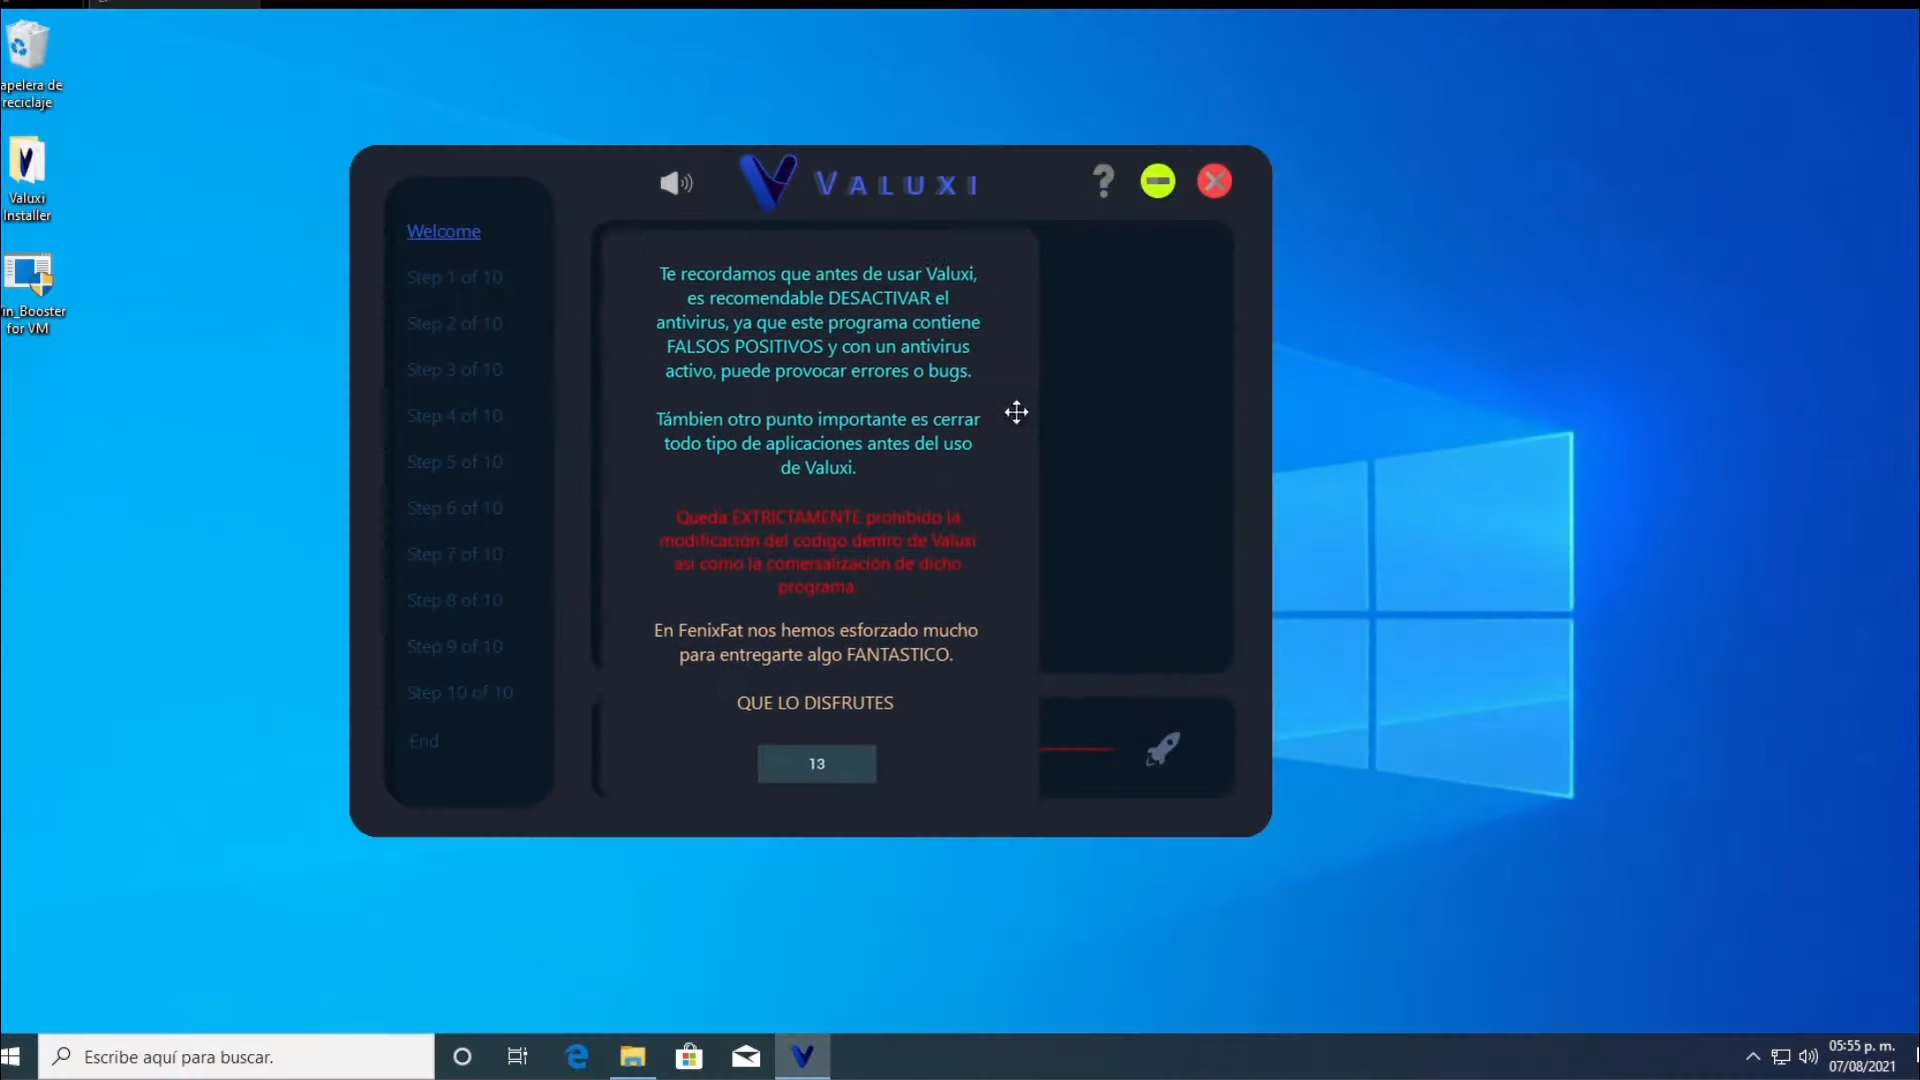 apelera de
reciclaje
Valuxi
Installer
in_Booster
for VM
VALUXI
Welcome
Step 1 of 10
Step 2 of 10
Step 3 of 10
Step 4 of 10
Step 5 of 10
Step 6 of 10
Step 7 of 10
Step 8 of 10
Step 9 of 10
Step 10 of 10
End
Te recordamos que antes de usar Valuxi,
es recomendable DESACTIVAR el
antivirus, ya que este programa contiene
FALSOS POSITIVOS y con un antivirus
activo, puede provocar errores o bugs.
Támbien otro punto importante es cerrar
todo tipo de aplicaciones antes del uso
de Valuxi.
Queda EXTRICTAMENTE prohibido la
modificación del codigo dentro de Valuxi
asi como la comersalización de dicho
programa.
En FenixFat nos hemos esforzado mucho
para entregarte algo FANTASTICO.
QUE LO DISFRUTES
13
Escribe aquí para buscar.
05:55 p. m.
07/08/2021